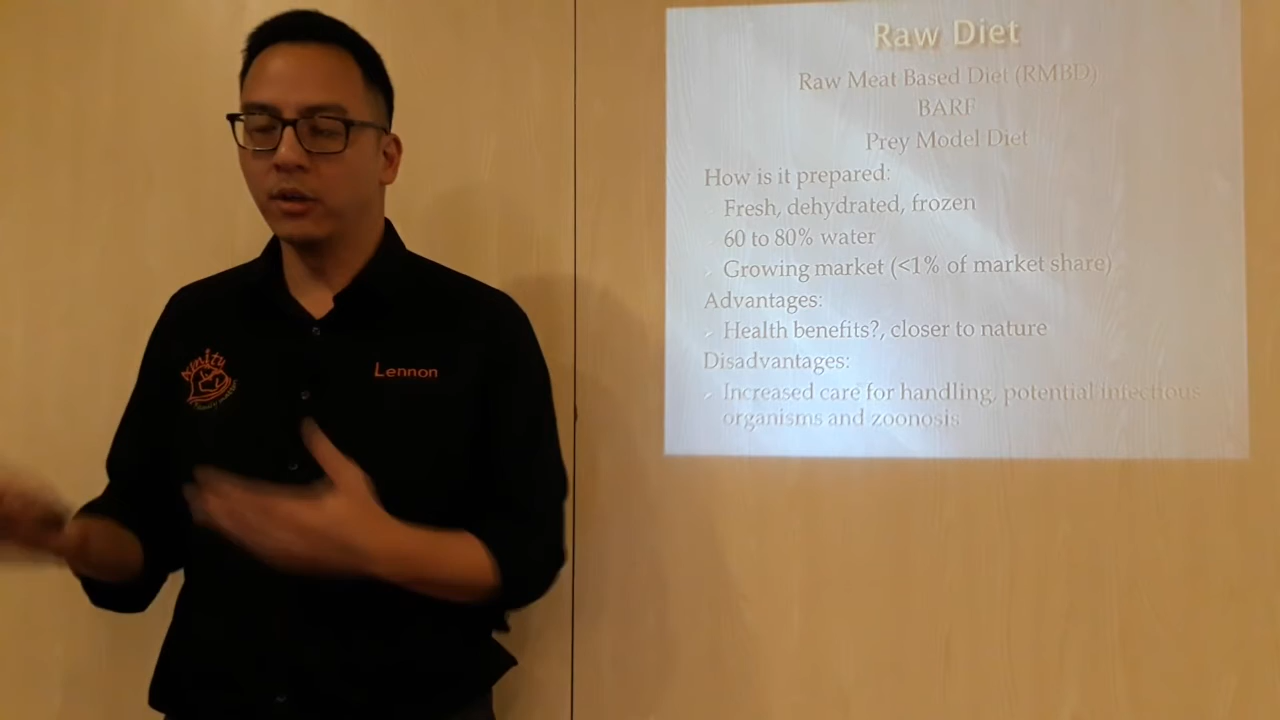 Raw Diet
Raw Meat Based Diet (RMBD)
BARF
Prey Model Diet
How is it prepared:
Fresh, dehydrated, frozen
60 to 80% water
Growing market (<1% of market share)
Advantages:
Health benefits?, closer to nature
Disadvantages:
Increased care for handling, potential infectious
organisms and zoonosis
Lennon